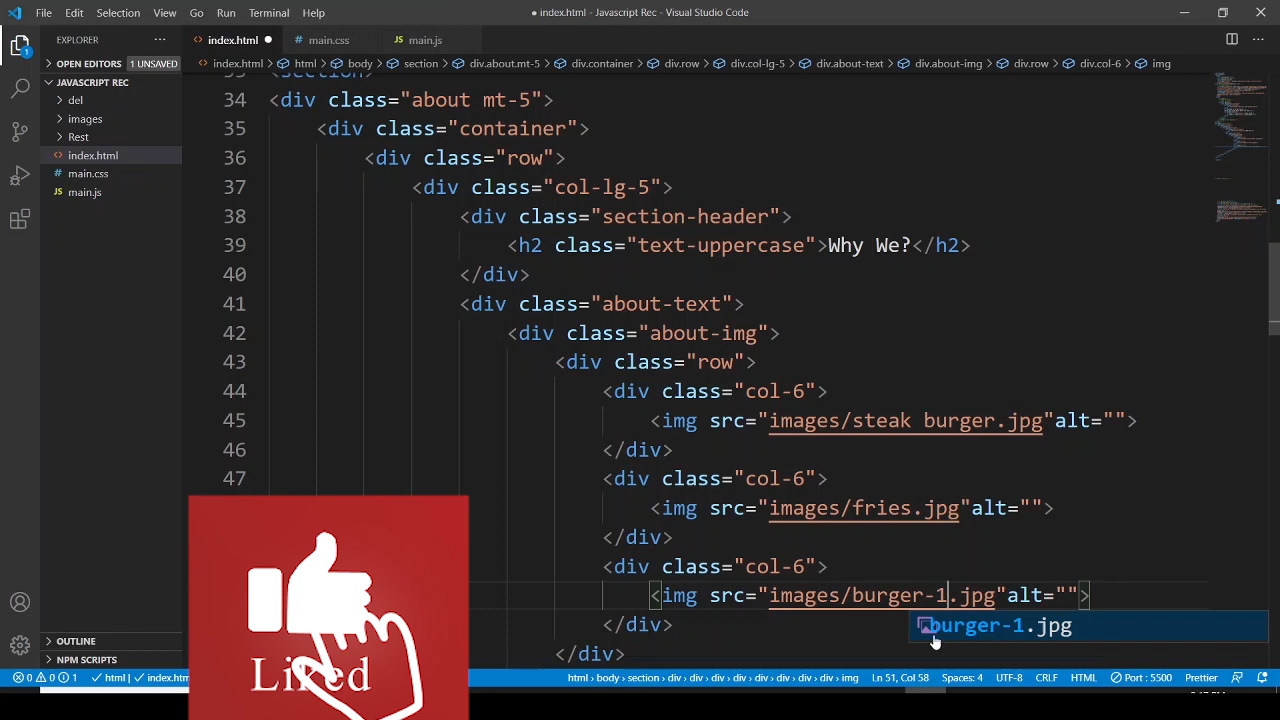 File Edit Selection View Go Run Terminal Help
● index.html - Javascript Rec - Visual Studio Code
EXPLORER
index.html
main.css
JS main.js
OPEN EDITORS 1 UNSAVED
index.html html body section div.about.mt-5 div.container div.row div.col-lg-5 div.about-text div.about-img div.row div.col-6 img
JAVASCRIPT REC
del
images
Rest
index.html
# main.css
JS main.js
34 <div class="about mt-5">
35 <div class="container">
36 <div class="row">
37 <div class="col-lg-5">
38 <div class="section-header">
39 <h2 class="text-uppercase">Why We?</h2>
40 </div>
41 <div class="about-text">
42 <div class="about-img">
43 <div class="row">
44 <div class="col-6">
45 <img src="images/steak burger.jpg"alt="">
46 </div>
47 <div class="col-6">
<img src="images/fries.jpg"alt="">
</div>
<div class="col-6">
<img src="images/burger-1.jpg"alt="">
</div>
burger-1.jpg
</div>
OUTLINE
NPM SCRIPTS
Liked
0 0 1 html index.htm
html › body › section › div › div › div › div › div › div › div › div › img
Ln 51, Col 58 Spaces: 4 UTF-8 CRLF HTML Port : 5500 Prettier